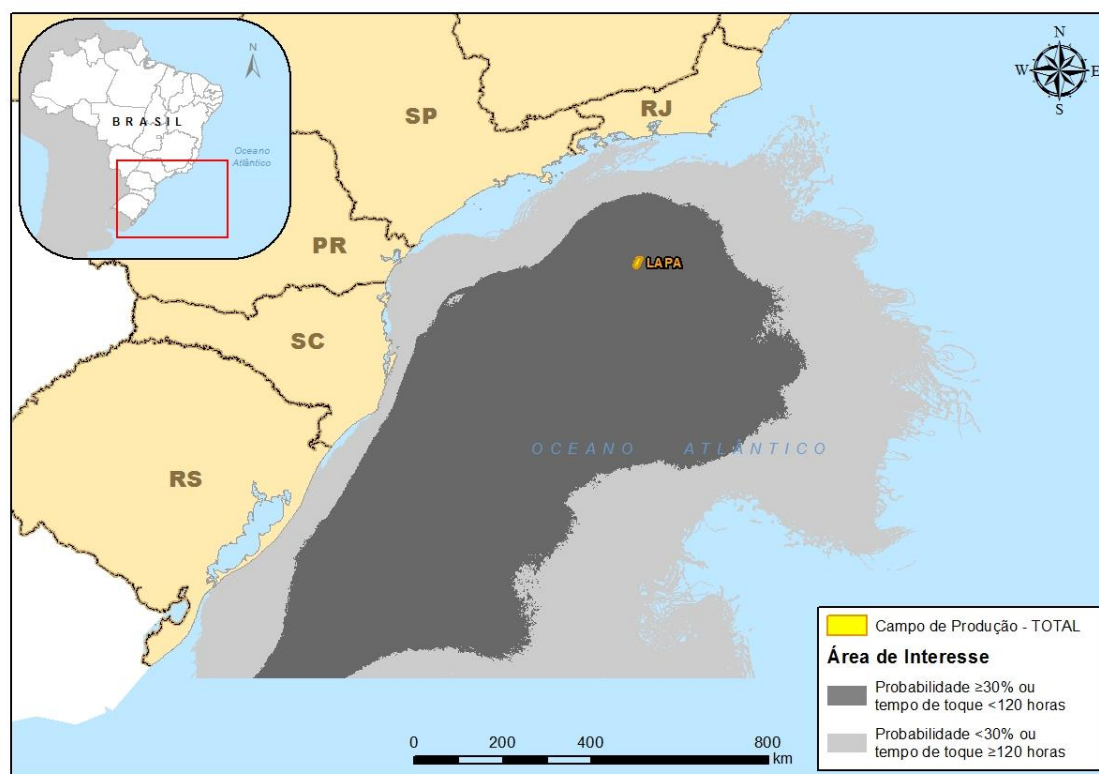 N
BRASIL
Oceano
Atlântico
N
W
E
S
SP
RJ
PR
LAPA
SC
OCEANO ATLÂNTICO
RS
Campo de Produção - TOTAL
Área de Interesse
Probabilidade ≥30% ou
tempo de toque <120 horas
Probabilidade <30% ou
tempo de toque ≥120 horas
0 200 400 800
km